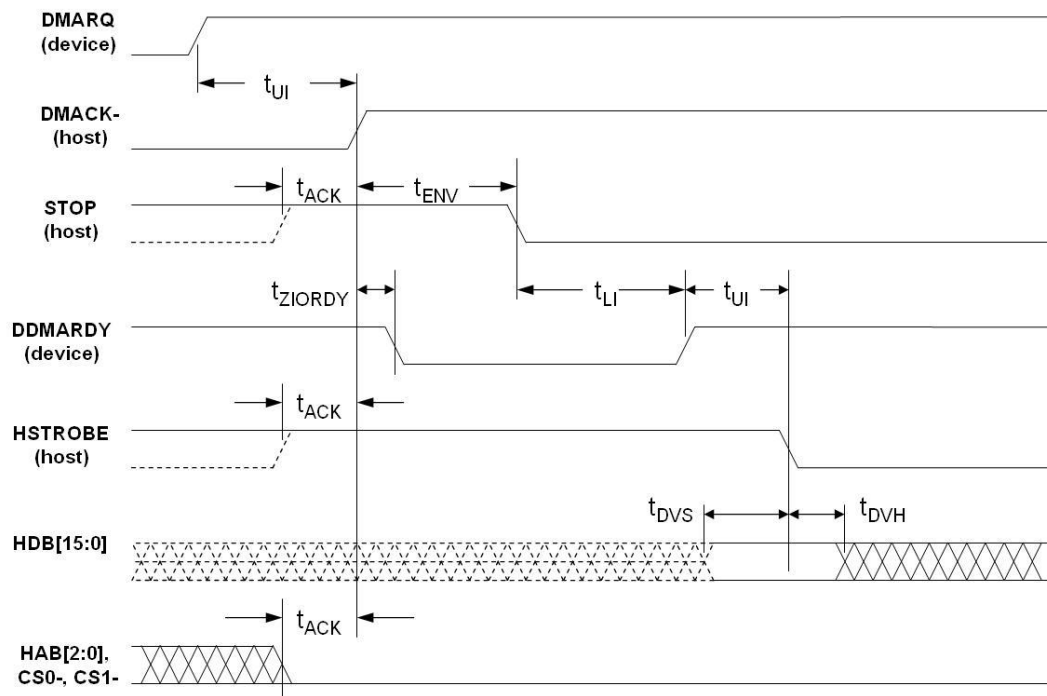 DMARQ
(device)
tUI
DMACK-
(host)
tACK
tENV
STOP
(host)
tZIORDY
tLI
tUI
DDMARDY
(device)
tACK
HSTROBE
(host)
tDVS
tDVH
HDB[15:0]
tACK
HAB[2:0],
CS0-, CS1-